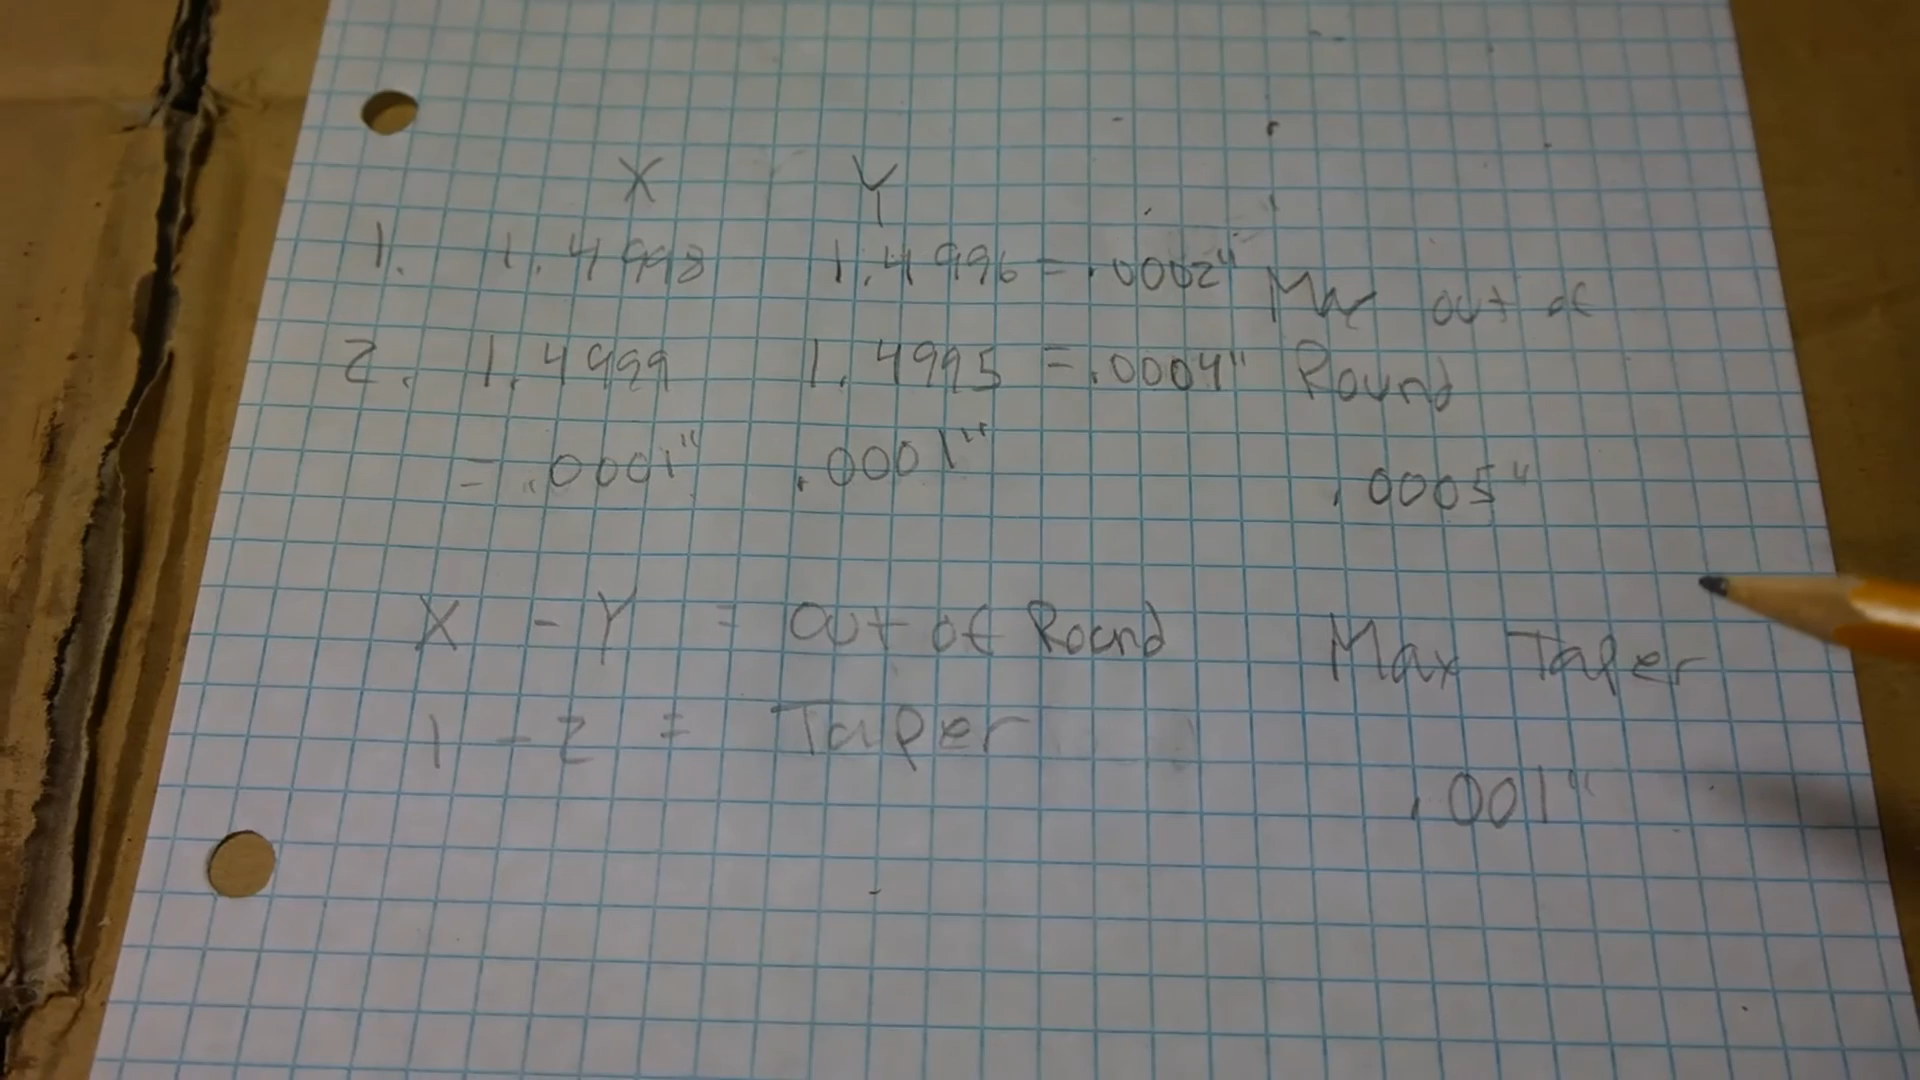 X Y
1. 1.4998 1.4996 = .0002" Max out of
2. 1.4999 1.4995 = .0004" Round
= .0001" .0001" .0005"
X - Y = Out of Round Max Taper
1 - 2 = Taper
.001"